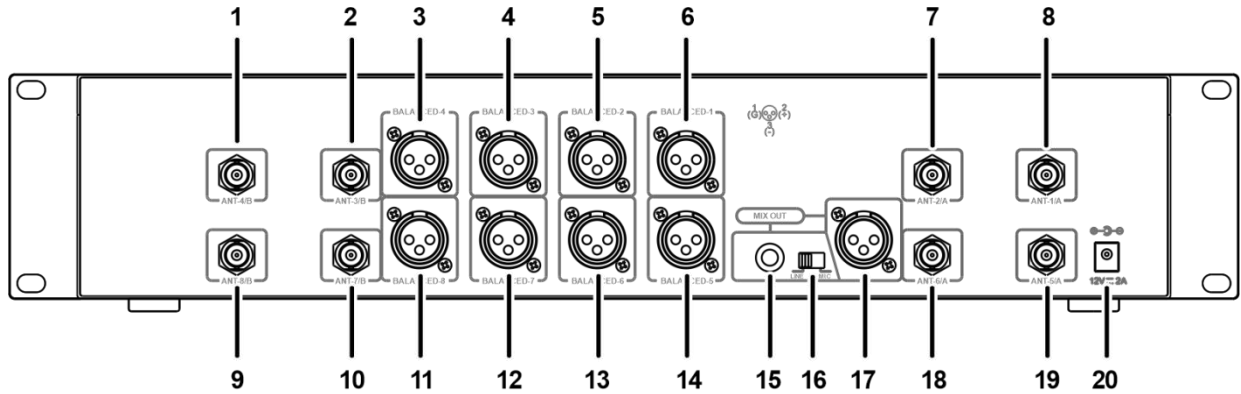 1 2 3 4 5 6 7 8
BALANCED-4 BALANCED-3 BALANCED-2 BALANCED-1
1 2
(G) (+)
3
(-)
ANT-4/B ANT-3/B ANT-2/A ANT-1/A
MIX OUT
LINE MIC
ANT-8/B ANT-7/B BALANCED-8 BALANCED-7 BALANCED-6 BALANCED-5 ANT-6/A ANT-5/A 12V 2A
9 10 11 12 13 14 15 16 17 18 19 20